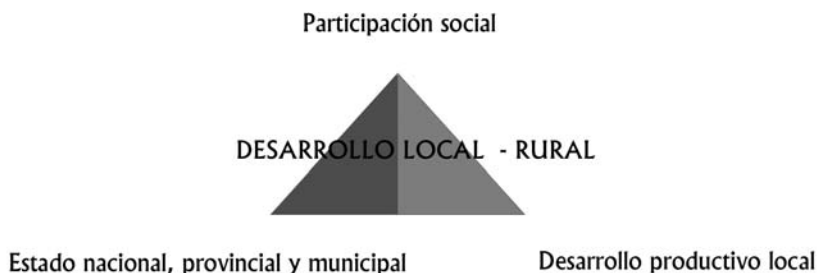 Participación social
DESARROLLO LOCAL - RURAL
Estado nacional, provincial y municipal
Desarrollo productivo local